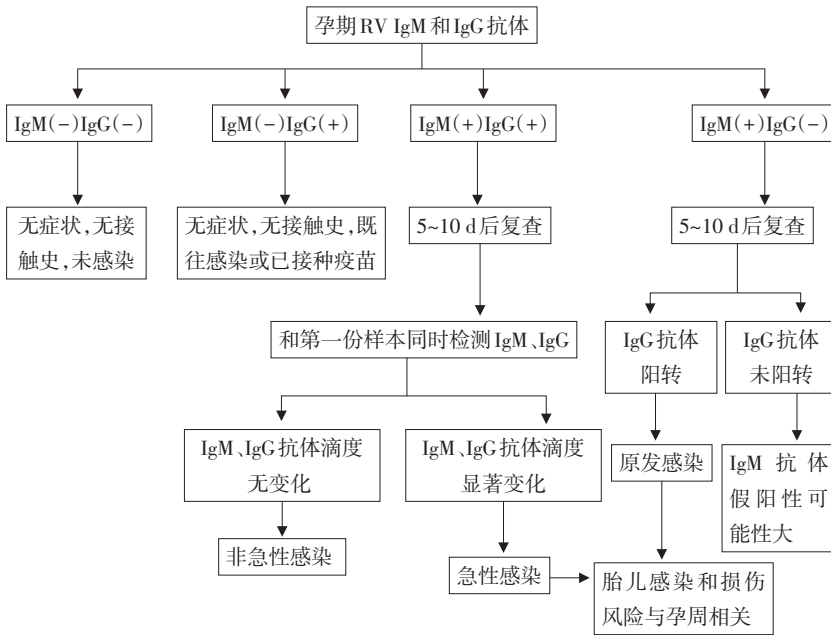 孕期RV IgM和IgG抗体
IgM(-)IgG(-)
IgM(-)IgG(+)
IgM(+)IgG(+)
IgM(+)IgG(-)
无症状,无接
触史,未感染
无症状,无接触史,既
往感染或已接种疫苗
5~10 d后复查
5~10 d后复查
和第一份样本同时检测IgM、IgG
IgG抗体
阳转
IgG抗体
未阳转
IgM、IgG抗体滴度
无变化
IgM、IgG抗体滴度
显著变化
原发感染
IgM 抗体
假阳性可
能性大
非急性感染
急性感染
胎儿感染和损伤
风险与孕周相关